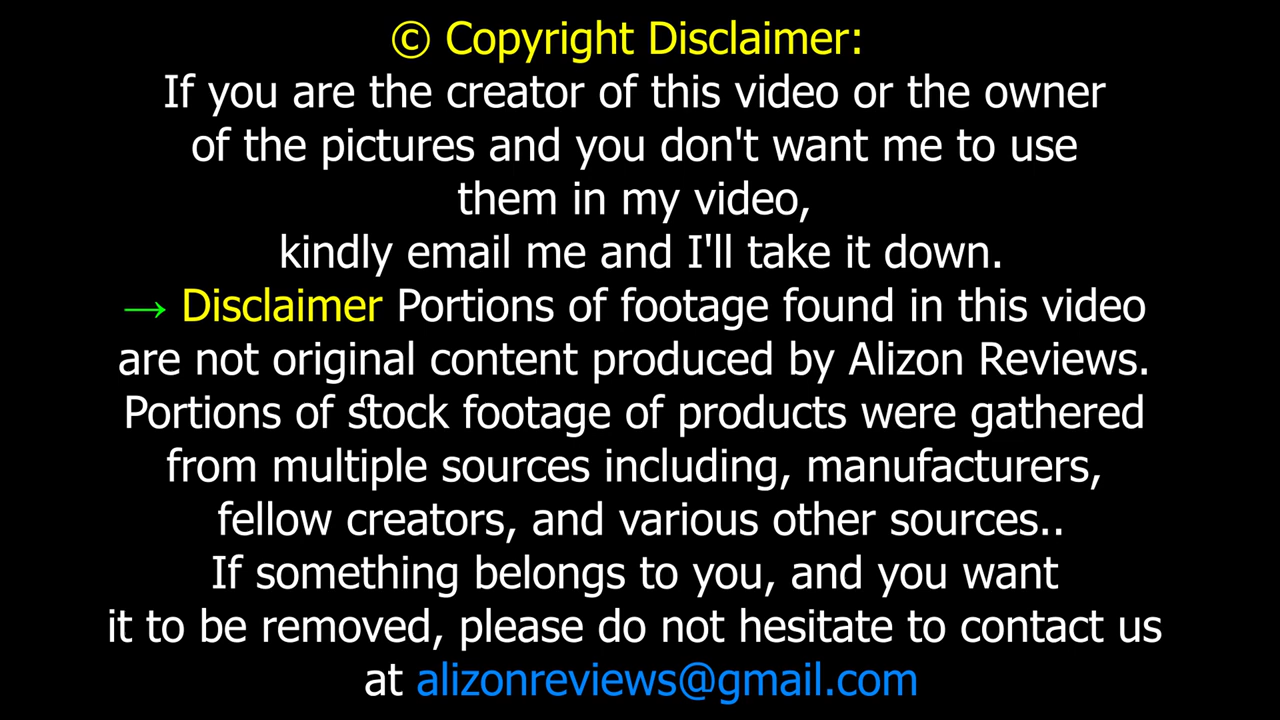 © Copyright Disclaimer:
If you are the creator of this video or the owner
of the pictures and you don't want me to use
them in my video,
kindly email me and I'll take it down.
→ Disclaimer Portions of footage found in this video
are not original content produced by Alizon Reviews.
Portions of stock footage of products were gathered
from multiple sources including, manufacturers,
fellow creators, and various other sources..
If something belongs to you, and you want
it to be removed, please do not hesitate to contact us
at alizonreviews@gmail.com